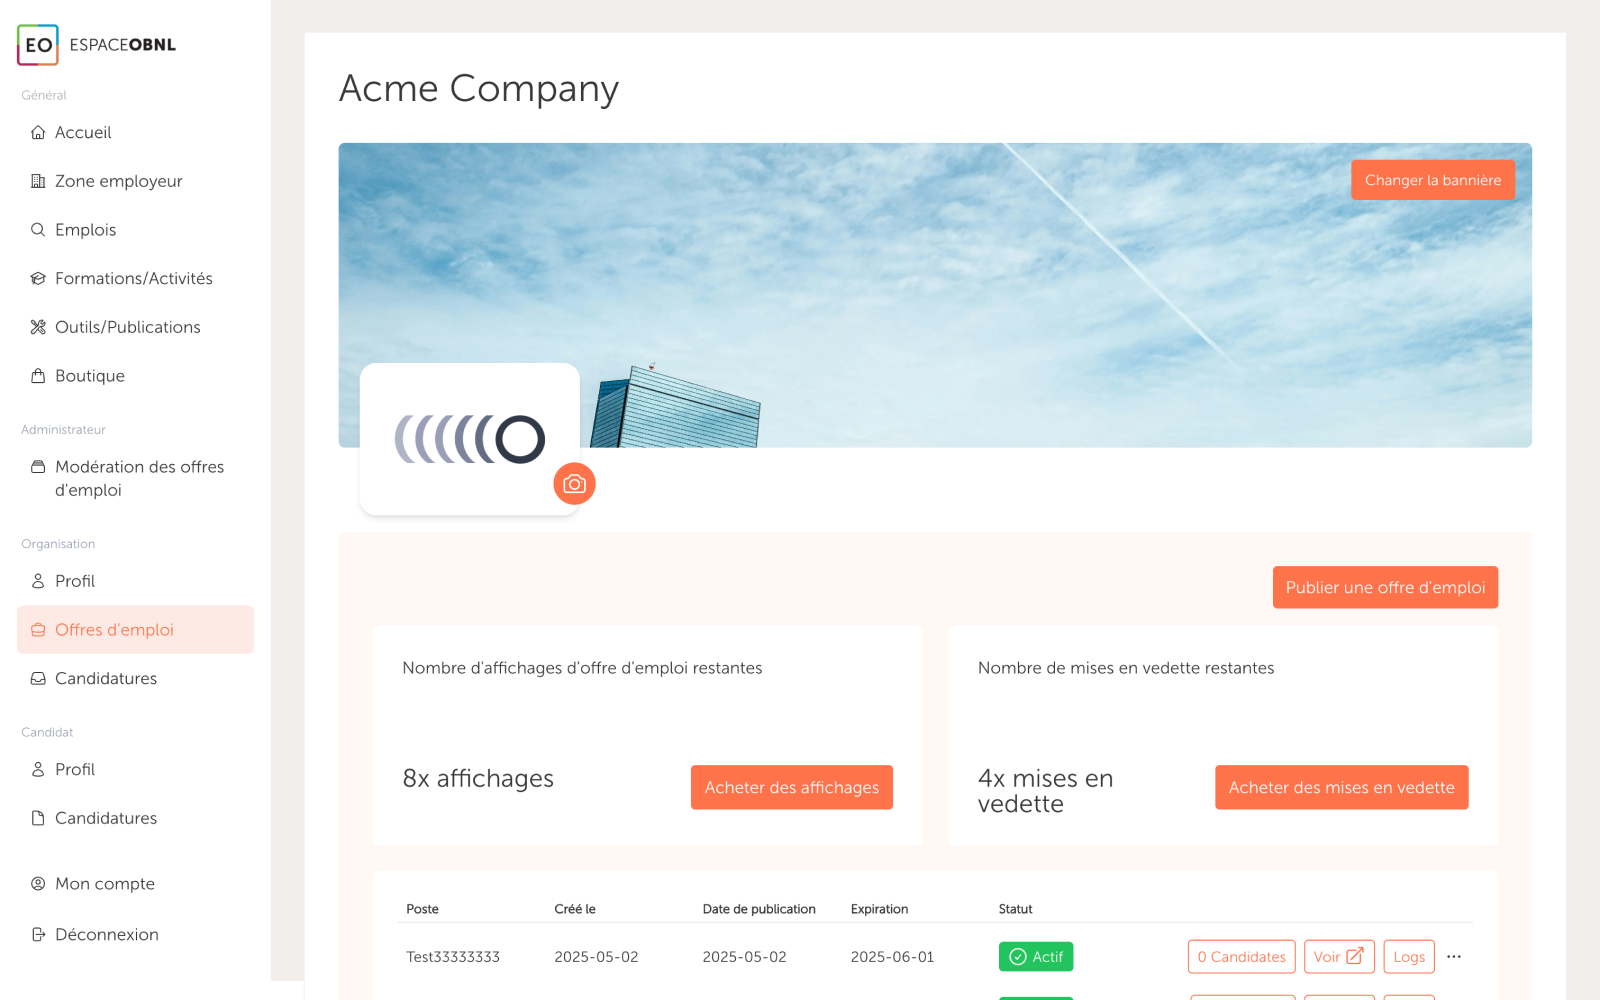 EO ESPACEOBNL
Général
Accueil
Zone employeur
Emplois
Formations/Activités
Outils/Publications
Boutique
Administrateur
Modération des offres
d'emploi
Organisation
Profil
Offres d'emploi
Candidatures
Candidat
Profil
Candidatures
Mon compte
Déconnexion
Acme Company
Changer la bannière
Publier une offre d'emploi
Nombre d'affichages d'offre d'emploi restantes
8x affichages
Acheter des affichages
Nombre de mises en vedette restantes
4x mises en
vedette
Acheter des mises en vedette
Poste Créé le Date de publication Expiration Statut
Test33333333 2025-05-02 2025-05-02 2025-06-01 Actif 0 Candidates Voir Logs ...